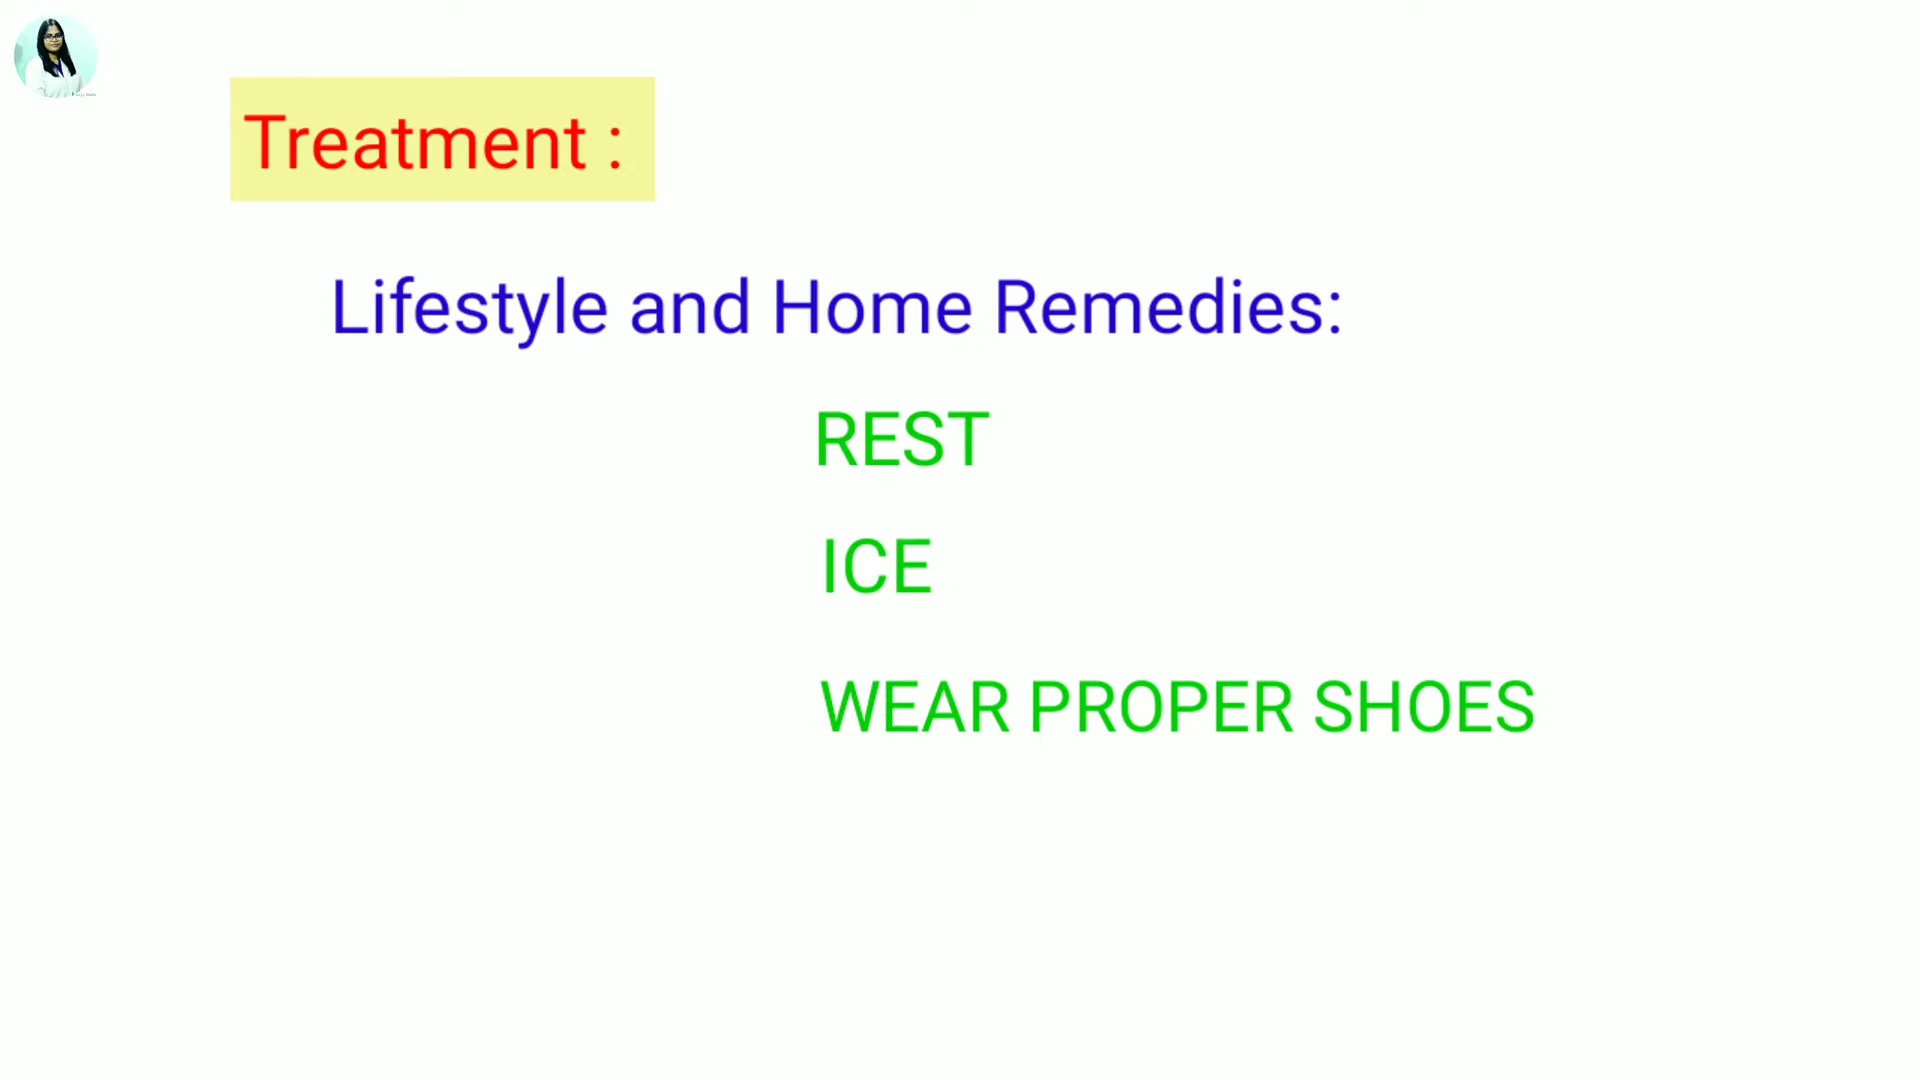 Treatment :
Lifestyle and Home Remedies:
REST
ICE
WEAR PROPER SHOES